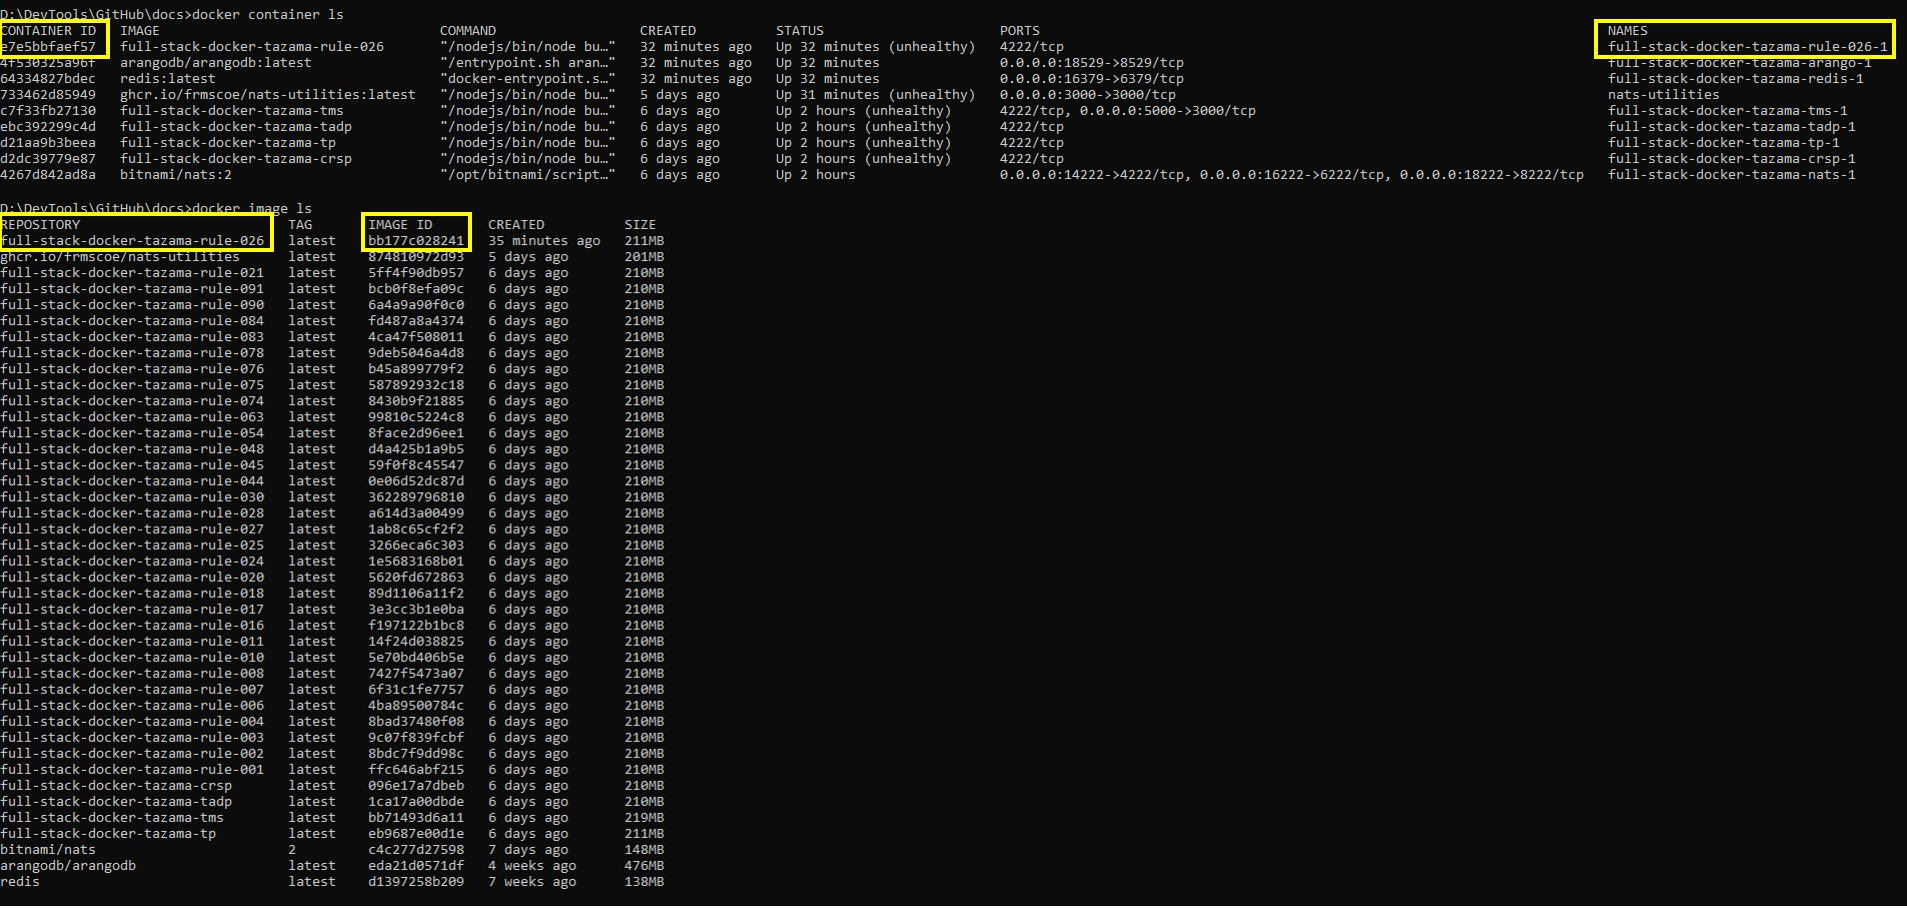 D:\DevTools\GitHub\docs>docker container ls
CONTAINER ID   IMAGE                                   COMMAND                  CREATED          STATUS                      PORTS                                                                       NAMES
e7e5bbfaef57   full-stack-docker-tazama-rule-026       "/nodejs/bin/node bu…"   32 minutes ago   Up 32 minutes (unhealthy)   4222/tcp                                                                    full-stack-docker-tazama-rule-026-1
4f530325a96f   arangodb/arangodb:latest                "/entrypoint.sh aran…"   32 minutes ago   Up 32 minutes               0.0.0.0:18529->8529/tcp                                                     full-stack-docker-tazama-arango-1
64334827bdec   redis:latest                            "docker-entrypoint.s…"   32 minutes ago   Up 32 minutes               0.0.0.0:16379->6379/tcp                                                     full-stack-docker-tazama-redis-1
733462d85949   ghcr.io/frmscoe/nats-utilities:latest   "/nodejs/bin/node bu…"   5 days ago       Up 31 minutes (unhealthy)   0.0.0.0:3000->3000/tcp                                                      nats-utilities
c7f33fb27130   full-stack-docker-tazama-tms            "/nodejs/bin/node bu…"   6 days ago       Up 2 hours (unhealthy)      4222/tcp, 0.0.0.0:5000->3000/tcp                                            full-stack-docker-tazama-tms-1
ebc392299c4d   full-stack-docker-tazama-tadp           "/nodejs/bin/node bu…"   6 days ago       Up 2 hours (unhealthy)      4222/tcp                                                                    full-stack-docker-tazama-tadp-1
d21aa9b3beea   full-stack-docker-tazama-tp             "/nodejs/bin/node bu…"   6 days ago       Up 2 hours (unhealthy)      4222/tcp                                                                    full-stack-docker-tazama-tp-1
d2dc39779e87   full-stack-docker-tazama-crsp           "/nodejs/bin/node bu…"   6 days ago       Up 2 hours (unhealthy)      4222/tcp                                                                    full-stack-docker-tazama-crsp-1
4267d842ad8a   bitnami/nats:2                          "/opt/bitnami/script…"   6 days ago       Up 2 hours                  0.0.0.0:14222->4222/tcp, 0.0.0.0:16222->6222/tcp, 0.0.0.0:18222->8222/tcp   full-stack-docker-tazama-nats-1
D:\DevTools\GitHub\docs>docker image ls
REPOSITORY                          TAG       IMAGE ID       CREATED          SIZE
full-stack-docker-tazama-rule-026   latest    bb177c028241   35 minutes ago   211MB
ghcr.io/frmscoe/nats-utilities      latest    874810972d93   5 days ago       201MB
full-stack-docker-tazama-rule-021   latest    5ff4f90db957   6 days ago       210MB
full-stack-docker-tazama-rule-091   latest    bcb0f8efa09c   6 days ago       210MB
full-stack-docker-tazama-rule-090   latest    6a4a9a90f0c0   6 days ago       210MB
full-stack-docker-tazama-rule-084   latest    fd487a8a4374   6 days ago       210MB
full-stack-docker-tazama-rule-083   latest    4ca47f508011   6 days ago       210MB
full-stack-docker-tazama-rule-078   latest    9deb5046a4d8   6 days ago       210MB
full-stack-docker-tazama-rule-076   latest    b45a899779f2   6 days ago       210MB
full-stack-docker-tazama-rule-075   latest    587892932c18   6 days ago       210MB
full-stack-docker-tazama-rule-074   latest    8430b9f21885   6 days ago       210MB
full-stack-docker-tazama-rule-063   latest    99810c5224c8   6 days ago       210MB
full-stack-docker-tazama-rule-054   latest    8face2d96ee1   6 days ago       210MB
full-stack-docker-tazama-rule-048   latest    d4a425b1a9b5   6 days ago       210MB
full-stack-docker-tazama-rule-045   latest    59f0f8c45547   6 days ago       210MB
full-stack-docker-tazama-rule-044   latest    0e06d52dc87d   6 days ago       210MB
full-stack-docker-tazama-rule-030   latest    362289796810   6 days ago       210MB
full-stack-docker-tazama-rule-028   latest    a614d3a00499   6 days ago       210MB
full-stack-docker-tazama-rule-027   latest    1ab8c65cf2f2   6 days ago       210MB
full-stack-docker-tazama-rule-025   latest    3266eca6c303   6 days ago       210MB
full-stack-docker-tazama-rule-024   latest    1e5683168b01   6 days ago       210MB
full-stack-docker-tazama-rule-020   latest    5620fd672863   6 days ago       210MB
full-stack-docker-tazama-rule-018   latest    89d1106a11f2   6 days ago       210MB
full-stack-docker-tazama-rule-017   latest    3e3cc3b1e0ba   6 days ago       210MB
full-stack-docker-tazama-rule-016   latest    f197122b1bc8   6 days ago       210MB
full-stack-docker-tazama-rule-011   latest    14f24d038825   6 days ago       210MB
full-stack-docker-tazama-rule-010   latest    5e70bd406b5e   6 days ago       210MB
full-stack-docker-tazama-rule-008   latest    7427f5473a07   6 days ago       210MB
full-stack-docker-tazama-rule-007   latest    6f31c1fe7757   6 days ago       210MB
full-stack-docker-tazama-rule-006   latest    4ba89500784c   6 days ago       210MB
full-stack-docker-tazama-rule-004   latest    8bad37480f08   6 days ago       210MB
full-stack-docker-tazama-rule-003   latest    9c07f839fcbf   6 days ago       210MB
full-stack-docker-tazama-rule-002   latest    8bdc7f9dd98c   6 days ago       210MB
full-stack-docker-tazama-rule-001   latest    ffc646abf215   6 days ago       210MB
full-stack-docker-tazama-crsp       latest    096e17a7dbeb   6 days ago       210MB
full-stack-docker-tazama-tadp       latest    1ca17a00dbde   6 days ago       210MB
full-stack-docker-tazama-tms        latest    bb71493d6a11   6 days ago       219MB
full-stack-docker-tazama-tp         latest    eb9687e00d1e   6 days ago       211MB
bitnami/nats                        2         c4c277d27598   7 days ago       148MB
arangodb/arangodb                   latest    eda21d0571df   4 weeks ago      476MB
redis                               latest    d1397258b209   7 weeks ago      138MB